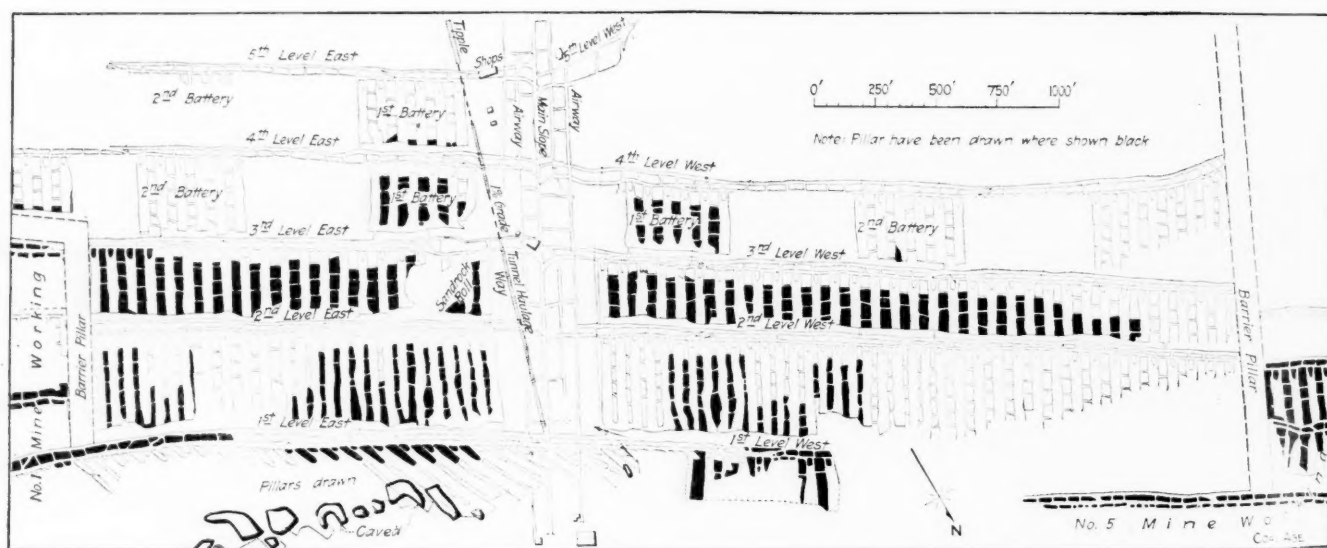 5th Level East
Tipple
Shops
5th Level West
2nd Battery
1st Battery
Airway
Main Slope
Airway
0' 250' 500' 750' 1000'
Note: Pillar have been drawn where shown black
4th Level East
4th Level West
2nd Battery
1st Battery
1% Grade
1st Battery
2nd Battery
3rd Level East
3rd Level West
No.1 Mine Working
Barrier Pillar
Sandrock Roll
Tunnel Haulage Way
Barrier Pillar
2nd Level East
2nd Level West
1st Level East
1st Level West
Pillars drawn
Caved
N
No. 5 Mine